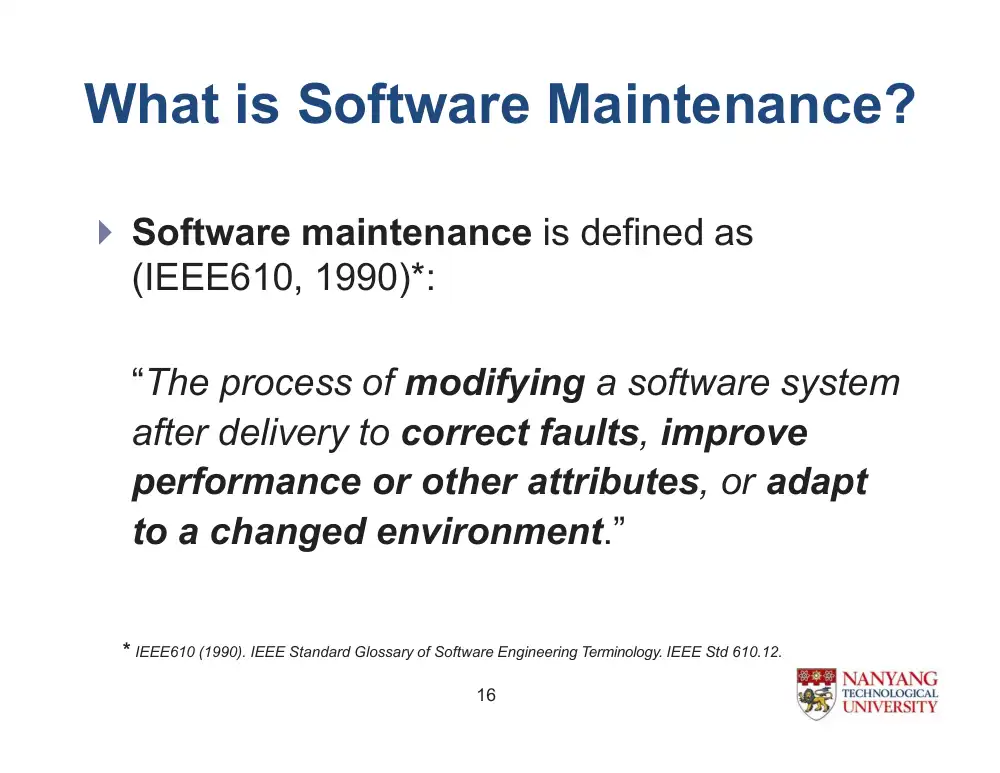 What is Software Maintenance?
Software maintenance is defined as
(IEEE610, 1990)*:
“The process of modifying a software system
after delivery to correct faults, improve
performance or other attributes, or adapt
to a changed environment.”
* IEEE610 (1990). IEEE Standard Glossary of Software Engineering Terminology. IEEE Std 610.12.
16
NANYANG
TECHNOLOGICAL
UNIVERSITY